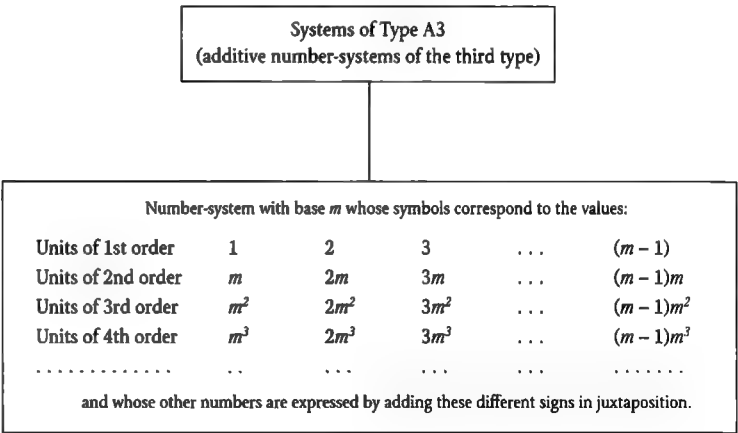 Systems of Type A3
(additive number-systems of the third type)
Number-system with base m whose symbols correspond to the values:
Units of 1st order 1 2 3 . . . (m – 1)
Units of 2nd order m 2m 3m . . . (m – 1)m
Units of 3rd order m² 2m² 3m² . . . (m – 1)m²
Units of 4th order m³ 2m³ 3m³ . . . (m – 1)m³
. . . . . . . . . . . . . . . . . . . . . . . . . . . . . . . . .
and whose other numbers are expressed by adding these different signs in juxtaposition.